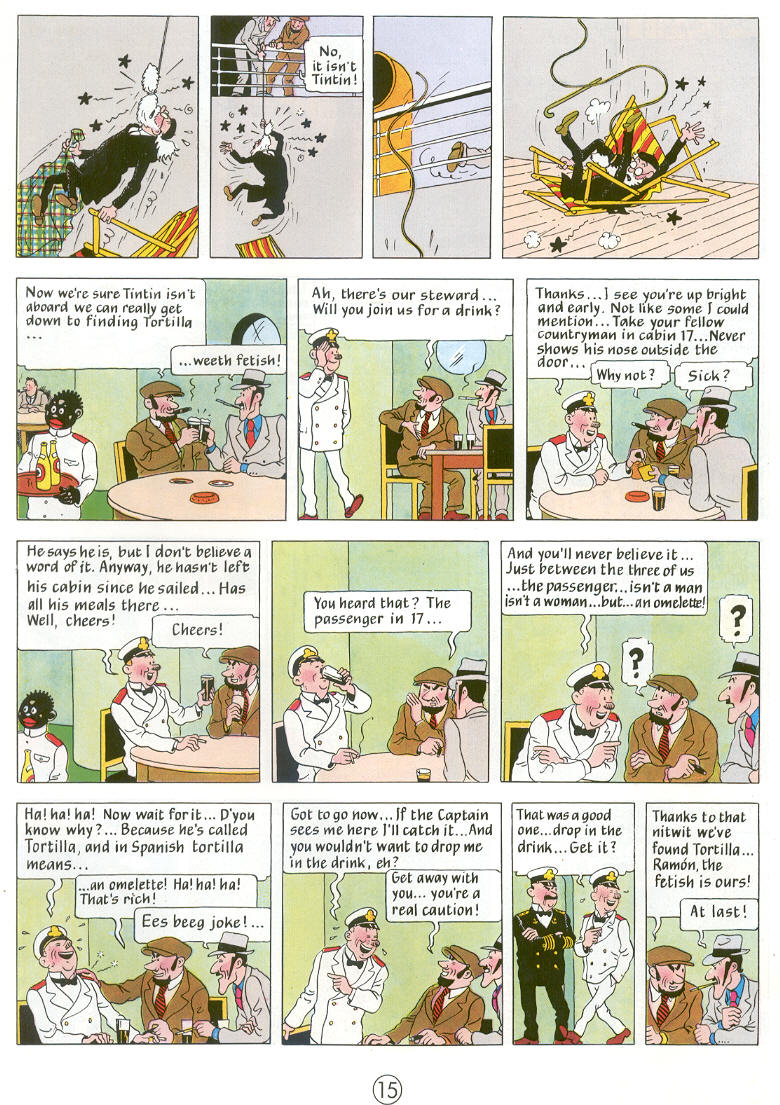 No,
it isn't
Tintin!
Now we're sure Tintin isn't
aboard we can really get
down to finding Tortilla
...
...weeth fetish!
Ah, there's our steward...
Will you join us for a drink?
Thanks...I see you're up bright
and early. Not like some I could
mention...Take your fellow
countryman in cabin 17...Never
shows his nose outside the
door...
Why not?
Sick?
He says he is, but I don't believe a
word of it. Anyway, he hasn't left
his cabin since he sailed...Has
all his meals there...
Well, cheers!
Cheers!
You heard that? The
passenger in 17...
And you'll never believe it...
Just between the three of us
...the passenger...isn't a man
isn't a woman...but...an omelette!
?
?
Ha! ha! ha! Now wait for it... D'you
know why?... Because he's called
Tortilla, and in Spanish tortilla
means...
...an omelette! Ha! ha! ha!
That's rich!
Ees beeg joke!...
Got to go now...If the Captain
sees me here I'll catch it...And
you wouldn't want to drop me
in the drink, eh?
Get away with
you... you're a
real caution!
That was a good
one...drop in the
drink...Get it?
Thanks to that
nitwit we've
found Tortilla...
Ramón, the
fetish is ours!
At last!
15